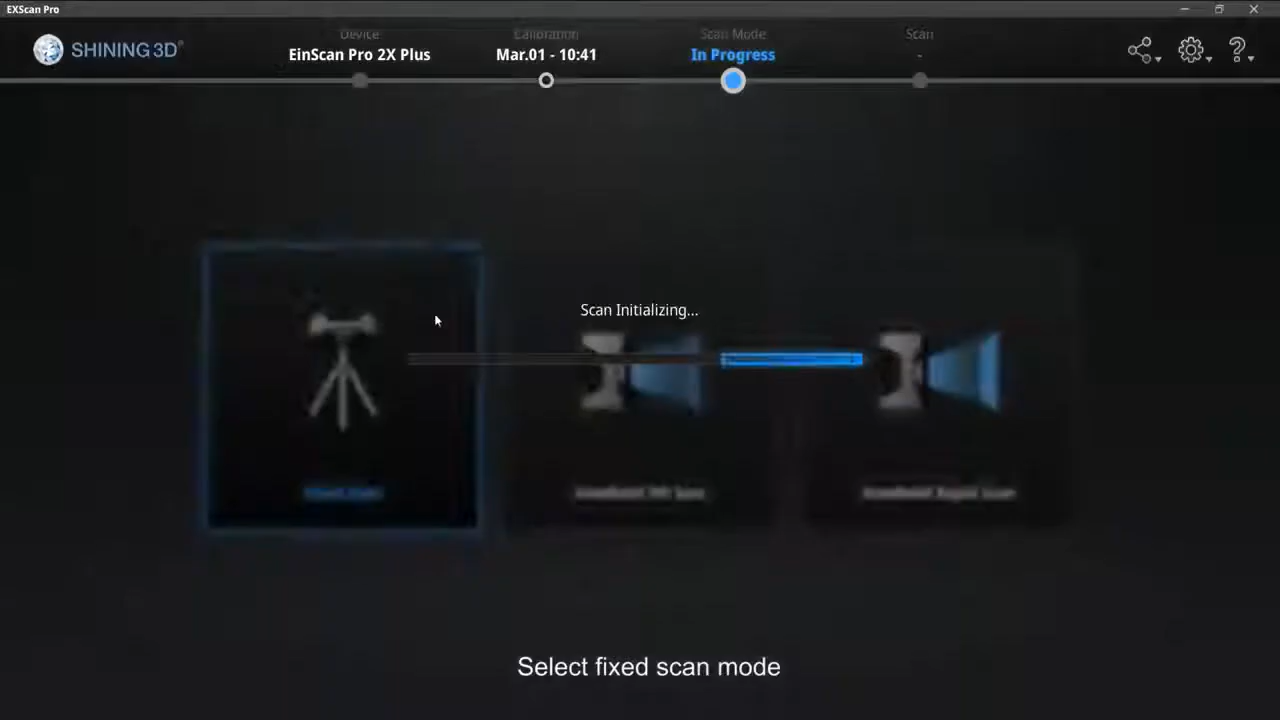 EXScan Pro
SHINING 3D®
Device
EinScan Pro 2X Plus
Calibration
Mar.01 - 10:41
Scan Mode
In Progress
Scan
-
Scan Initializing...
Select fixed scan mode